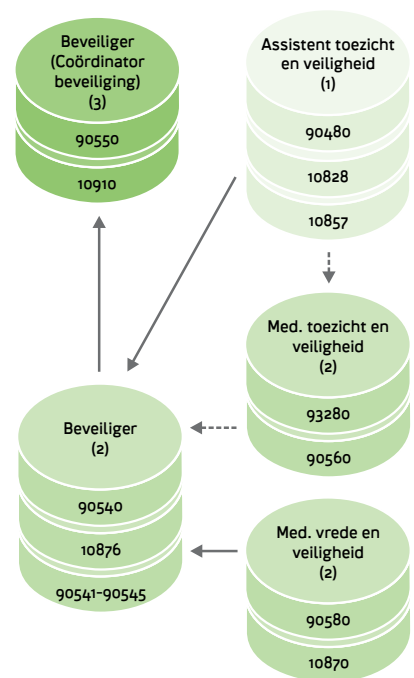 Beveiliger
(Coördinator
beveiliging)
(3)
90550
10910
Assistent toezicht
en veiligheid
(1)
90480
10828
10857
Med. toezicht en
veiligheid
(2)
93280
90560
Beveiliger
(2)
90540
10876
90541-90545
Med. vrede en
veiligheid
(2)
90580
10870